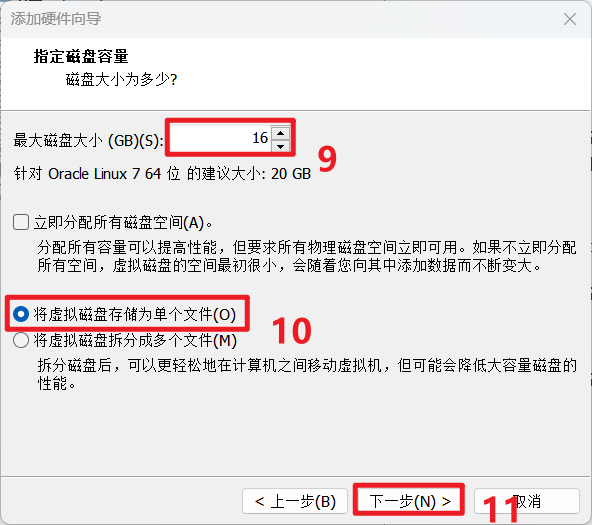 添加硬件向导
指定磁盘容量
磁盘大小为多少?
最大磁盘大小 (GB)(S): 16
9
针对 Oracle Linux 7 64 位 的建议大小: 20 GB
立即分配所有磁盘空间(A)。
分配所有容量可以提高性能，但要求所有物理磁盘空间立即可用。如果不立即分配
所有空间，虚拟磁盘的空间最初很小，会随着您向其中添加数据而不断变大。
将虚拟磁盘存储为单个文件(O)
10
将虚拟磁盘拆分成多个文件(M)
拆分磁盘后，可以更轻松地在计算机之间移动虚拟机，但可能会降低大容量磁盘的
性能。
< 上一步(B) 下一步(N) > 11 取消